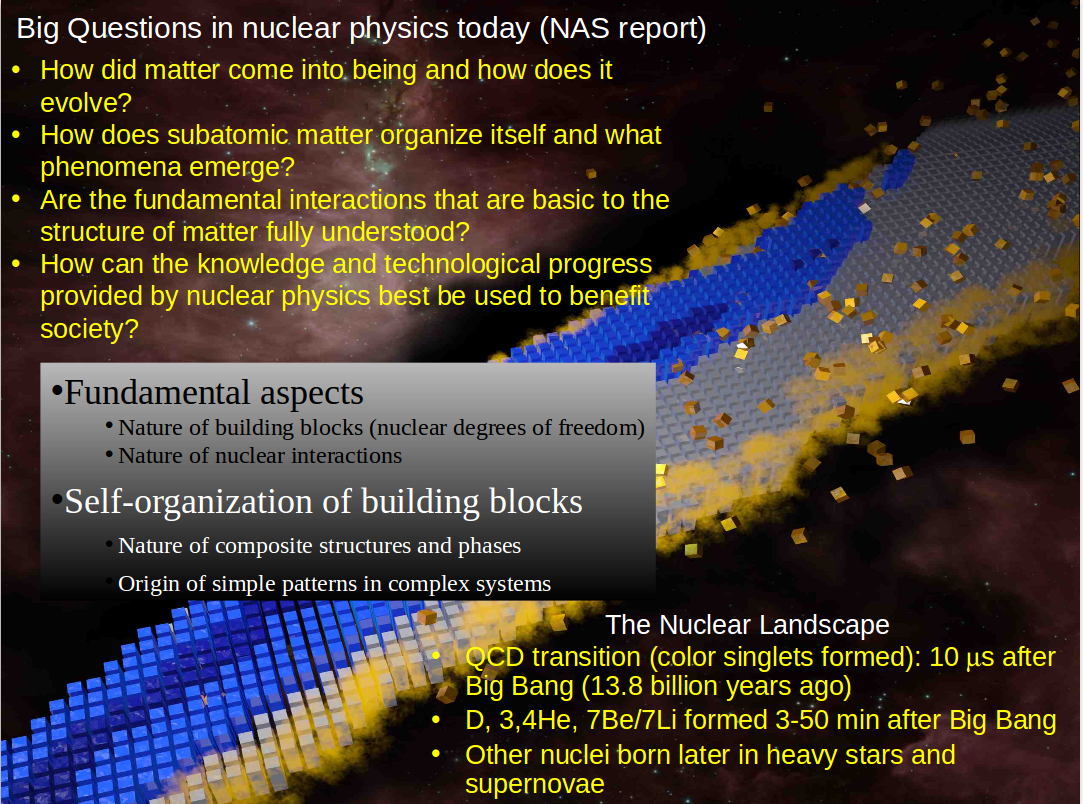 Big Questions in nuclear physics today (NAS report)
• How did matter come into being and how does it
evolve?
• How does subatomic matter organize itself and what
phenomena emerge?
• Are the fundamental interactions that are basic to the
structure of matter fully understood?
• How can the knowledge and technological progress
provided by nuclear physics best be used to benefit
society?
•Fundamental aspects
• Nature of building blocks (nuclear degrees of freedom)
• Nature of nuclear interactions
•Self-organization of building blocks
• Nature of composite structures and phases
• Origin of simple patterns in complex systems
The Nuclear Landscape
• QCD transition (color singlets formed): 10 μs after
Big Bang (13.8 billion years ago)
• D, 3,4He, 7Be/7Li formed 3-50 min after Big Bang
• Other nuclei born later in heavy stars and
supernovae